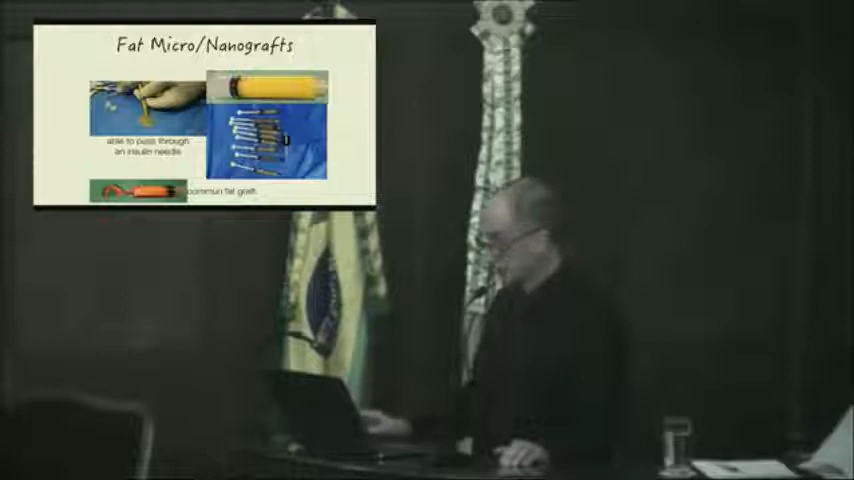 Fat Micro/Nanografts
able to pass through
an insulin needle
commun fat graft